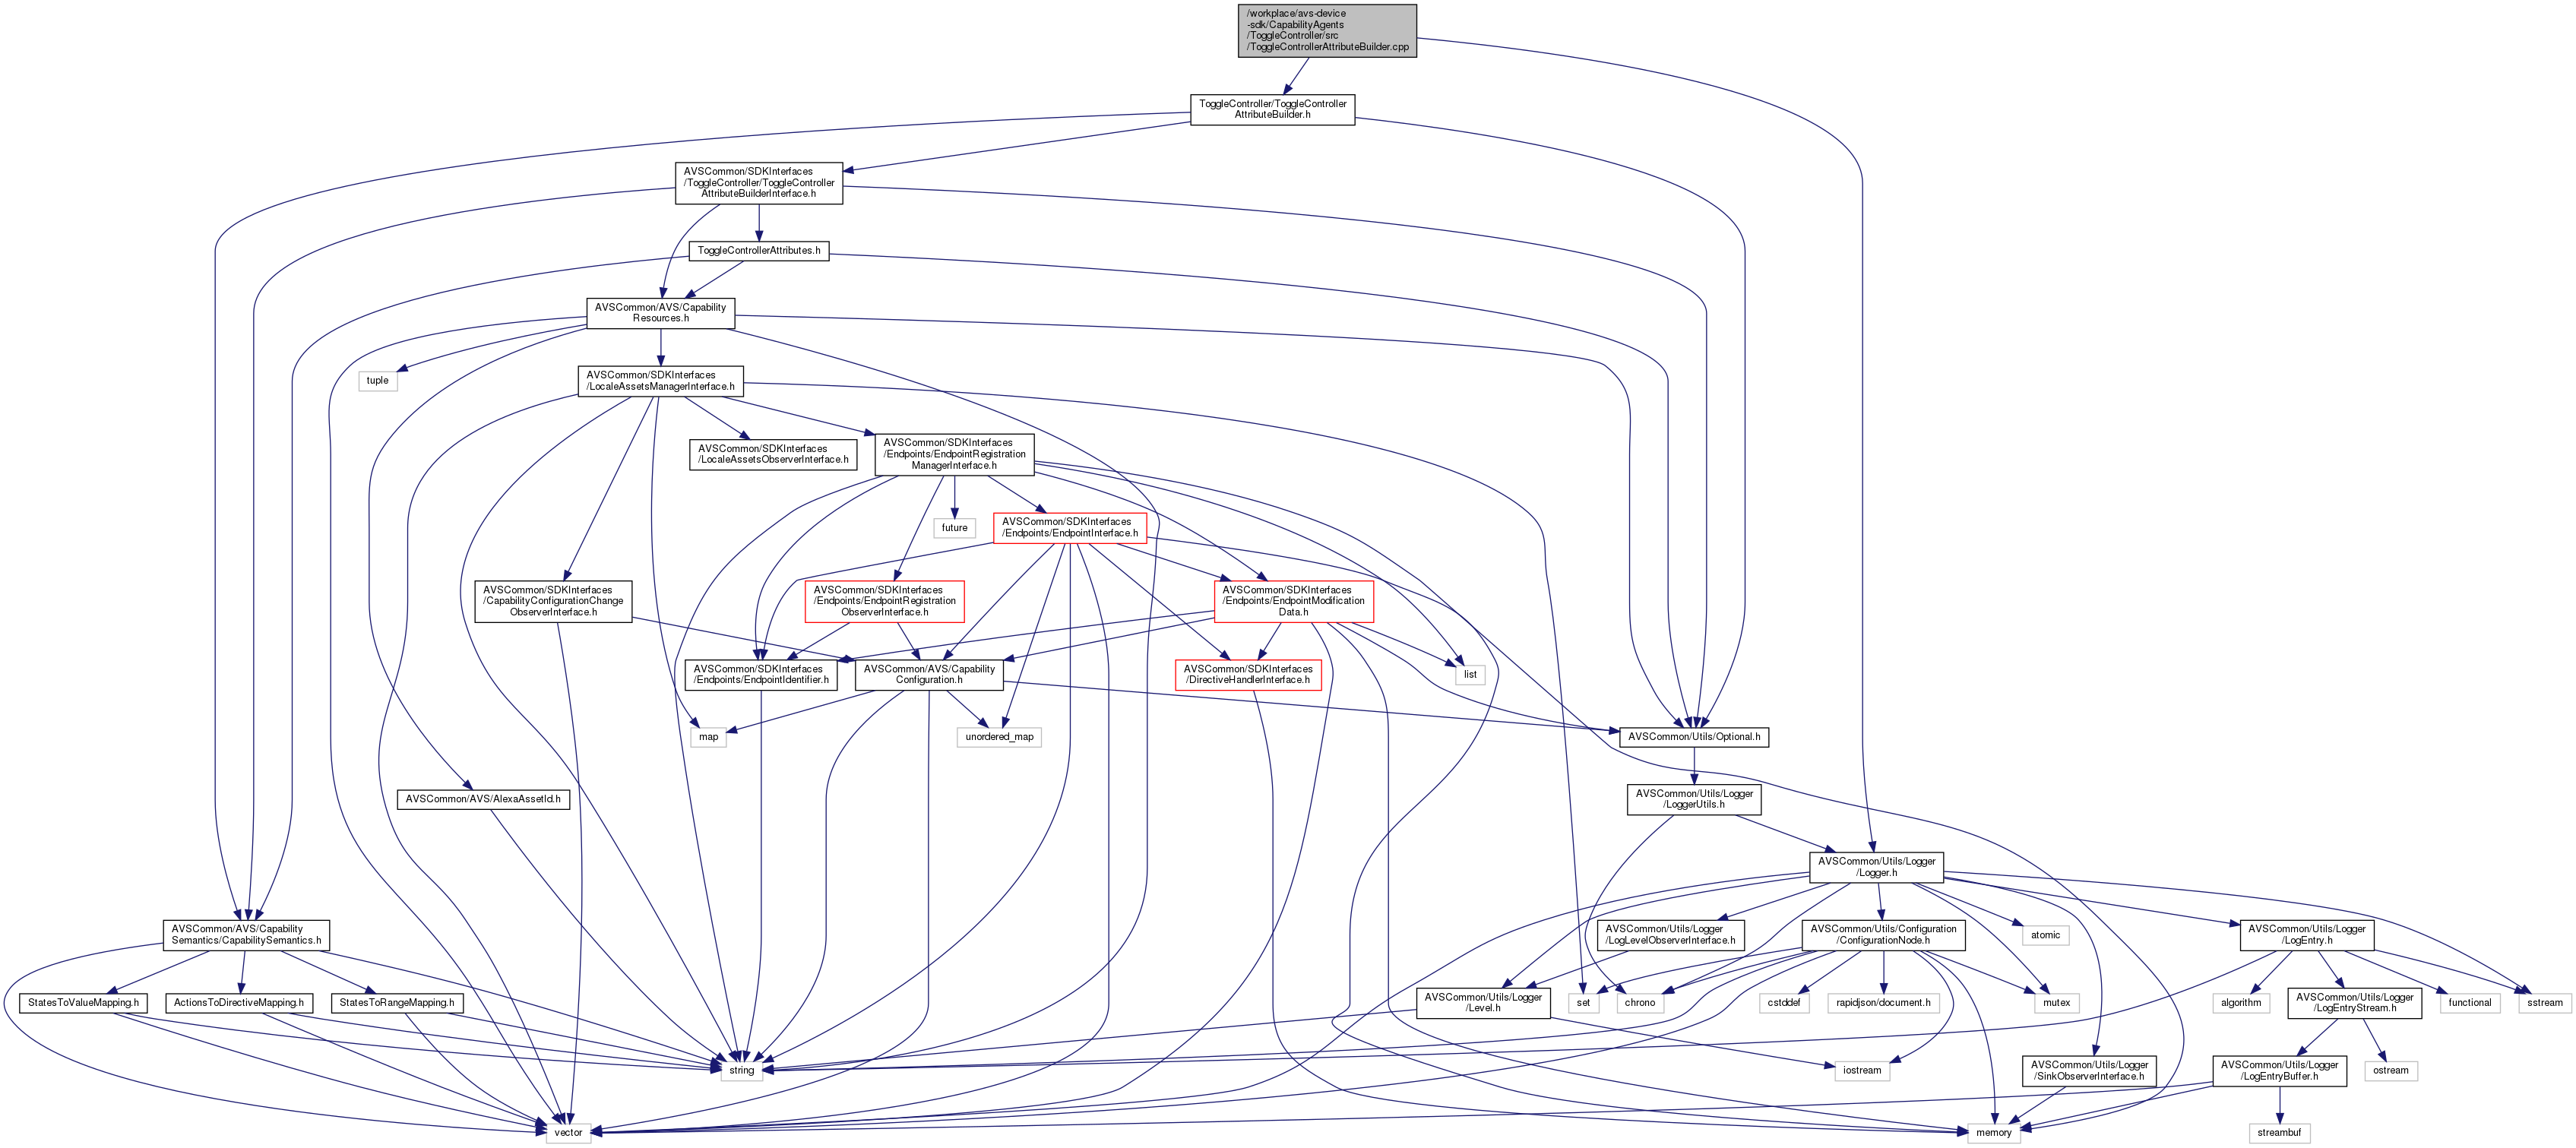 /workplace/avs-device
-sdk/CapabilityAgents
/ToggleController/src
/ToggleControllerAttributeBuilder.cpp
ToggleController/ToggleController
AttributeBuilder.h
AVSCommon/SDKInterfaces
/ToggleController/ToggleController
AttributeBuilderInterface.h
ToggleControllerAttributes.h
AVSCommon/AVS/Capability
Resources.h
tuple
AVSCommon/SDKInterfaces
/LocaleAssetsManagerInterface.h
AVSCommon/SDKInterfaces
/LocaleAssetsObserverInterface.h
AVSCommon/SDKInterfaces
/Endpoints/EndpointRegistration
ManagerInterface.h
future
AVSCommon/SDKInterfaces
/Endpoints/EndpointInterface.h
AVSCommon/SDKInterfaces
/CapabilityConfigurationChange
ObserverInterface.h
AVSCommon/SDKInterfaces
/Endpoints/EndpointRegistration
ObserverInterface.h
AVSCommon/SDKInterfaces
/Endpoints/EndpointModification
Data.h
AVSCommon/SDKInterfaces
/Endpoints/EndpointIdentifier.h
AVSCommon/AVS/Capability
Configuration.h
AVSCommon/SDKInterfaces
/DirectiveHandlerInterface.h
list
map
unordered_map
AVSCommon/Utils/Optional.h
AVSCommon/AVS/AlexaAssetId.h
AVSCommon/Utils/Logger
/LoggerUtils.h
AVSCommon/Utils/Logger
/Logger.h
AVSCommon/AVS/Capability
Semantics/CapabilitySemantics.h
AVSCommon/Utils/Logger
/LogLevelObserverInterface.h
AVSCommon/Utils/Configuration
/ConfigurationNode.h
atomic
AVSCommon/Utils/Logger
/LogEntry.h
StatesToValueMapping.h
ActionsToDirectiveMapping.h
StatesToRangeMapping.h
AVSCommon/Utils/Logger
/Level.h
set
chrono
cstddef
rapidjson/document.h
mutex
algorithm
AVSCommon/Utils/Logger
/LogEntryStream.h
functional
sstream
string
iostream
AVSCommon/Utils/Logger
/SinkObserverInterface.h
AVSCommon/Utils/Logger
/LogEntryBuffer.h
ostream
vector
memory
streambuf